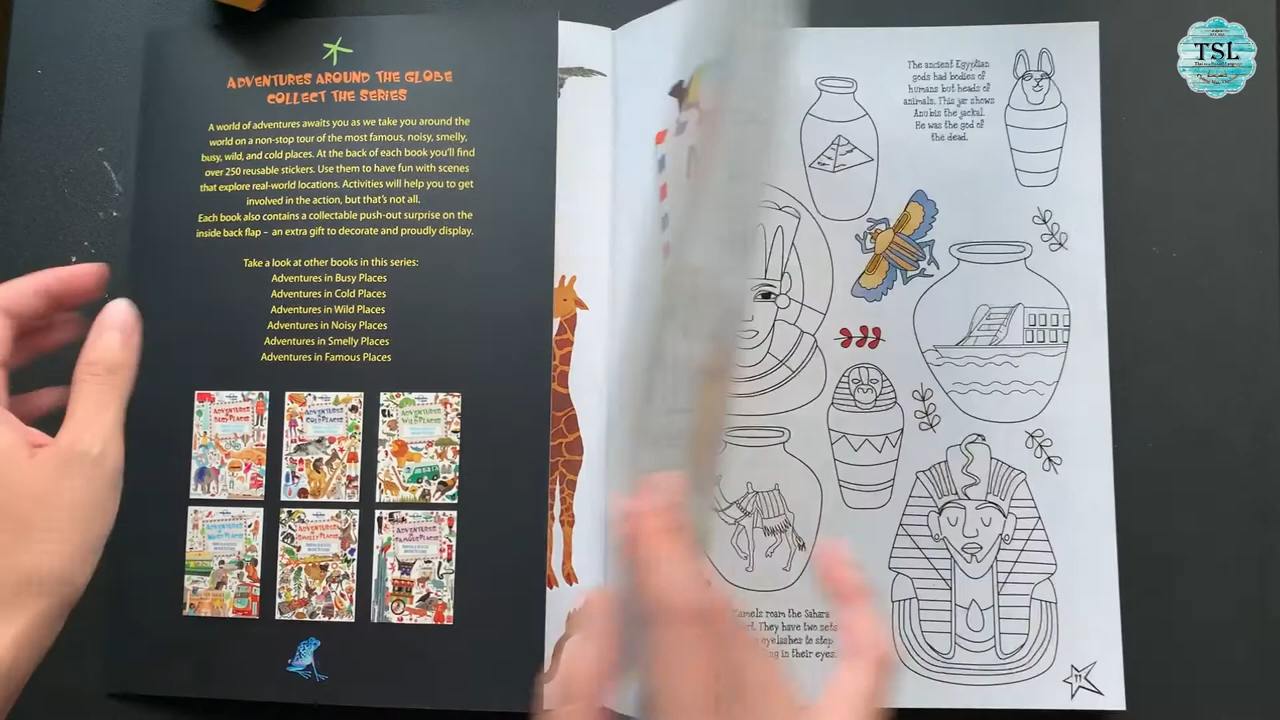 ADVENTURES AROUND THE GLOBE
COLLECT THE SERIES
A world of adventures awaits you as we take you around the
world on a non-stop tour of the most famous, noisy, smelly,
busy, wild, and cold places. At the back of each book you'll find
over 250 reusable stickers. Use them to have fun with scenes
that explore real-world locations. Activities will help you to get
involved in the action, but that's not all.
Each book also contains a collectable push-out surprise on the
inside back flap – an extra gift to decorate and proudly display.
Take a look at other books in this series:
Adventures in Busy Places
Adventures in Cold Places
Adventures in Wild Places
Adventures in Noisy Places
Adventures in Smelly Places
Adventures in Famous Places
The ancient Egyptian
gods had bodies of
humans but heads of
animals. This jar shows
Anubis the jackal.
He was the god of
the dead.
Camels roam the Sahara
They have two sets
eyelashes to stop
in their eyes.
11
TSL